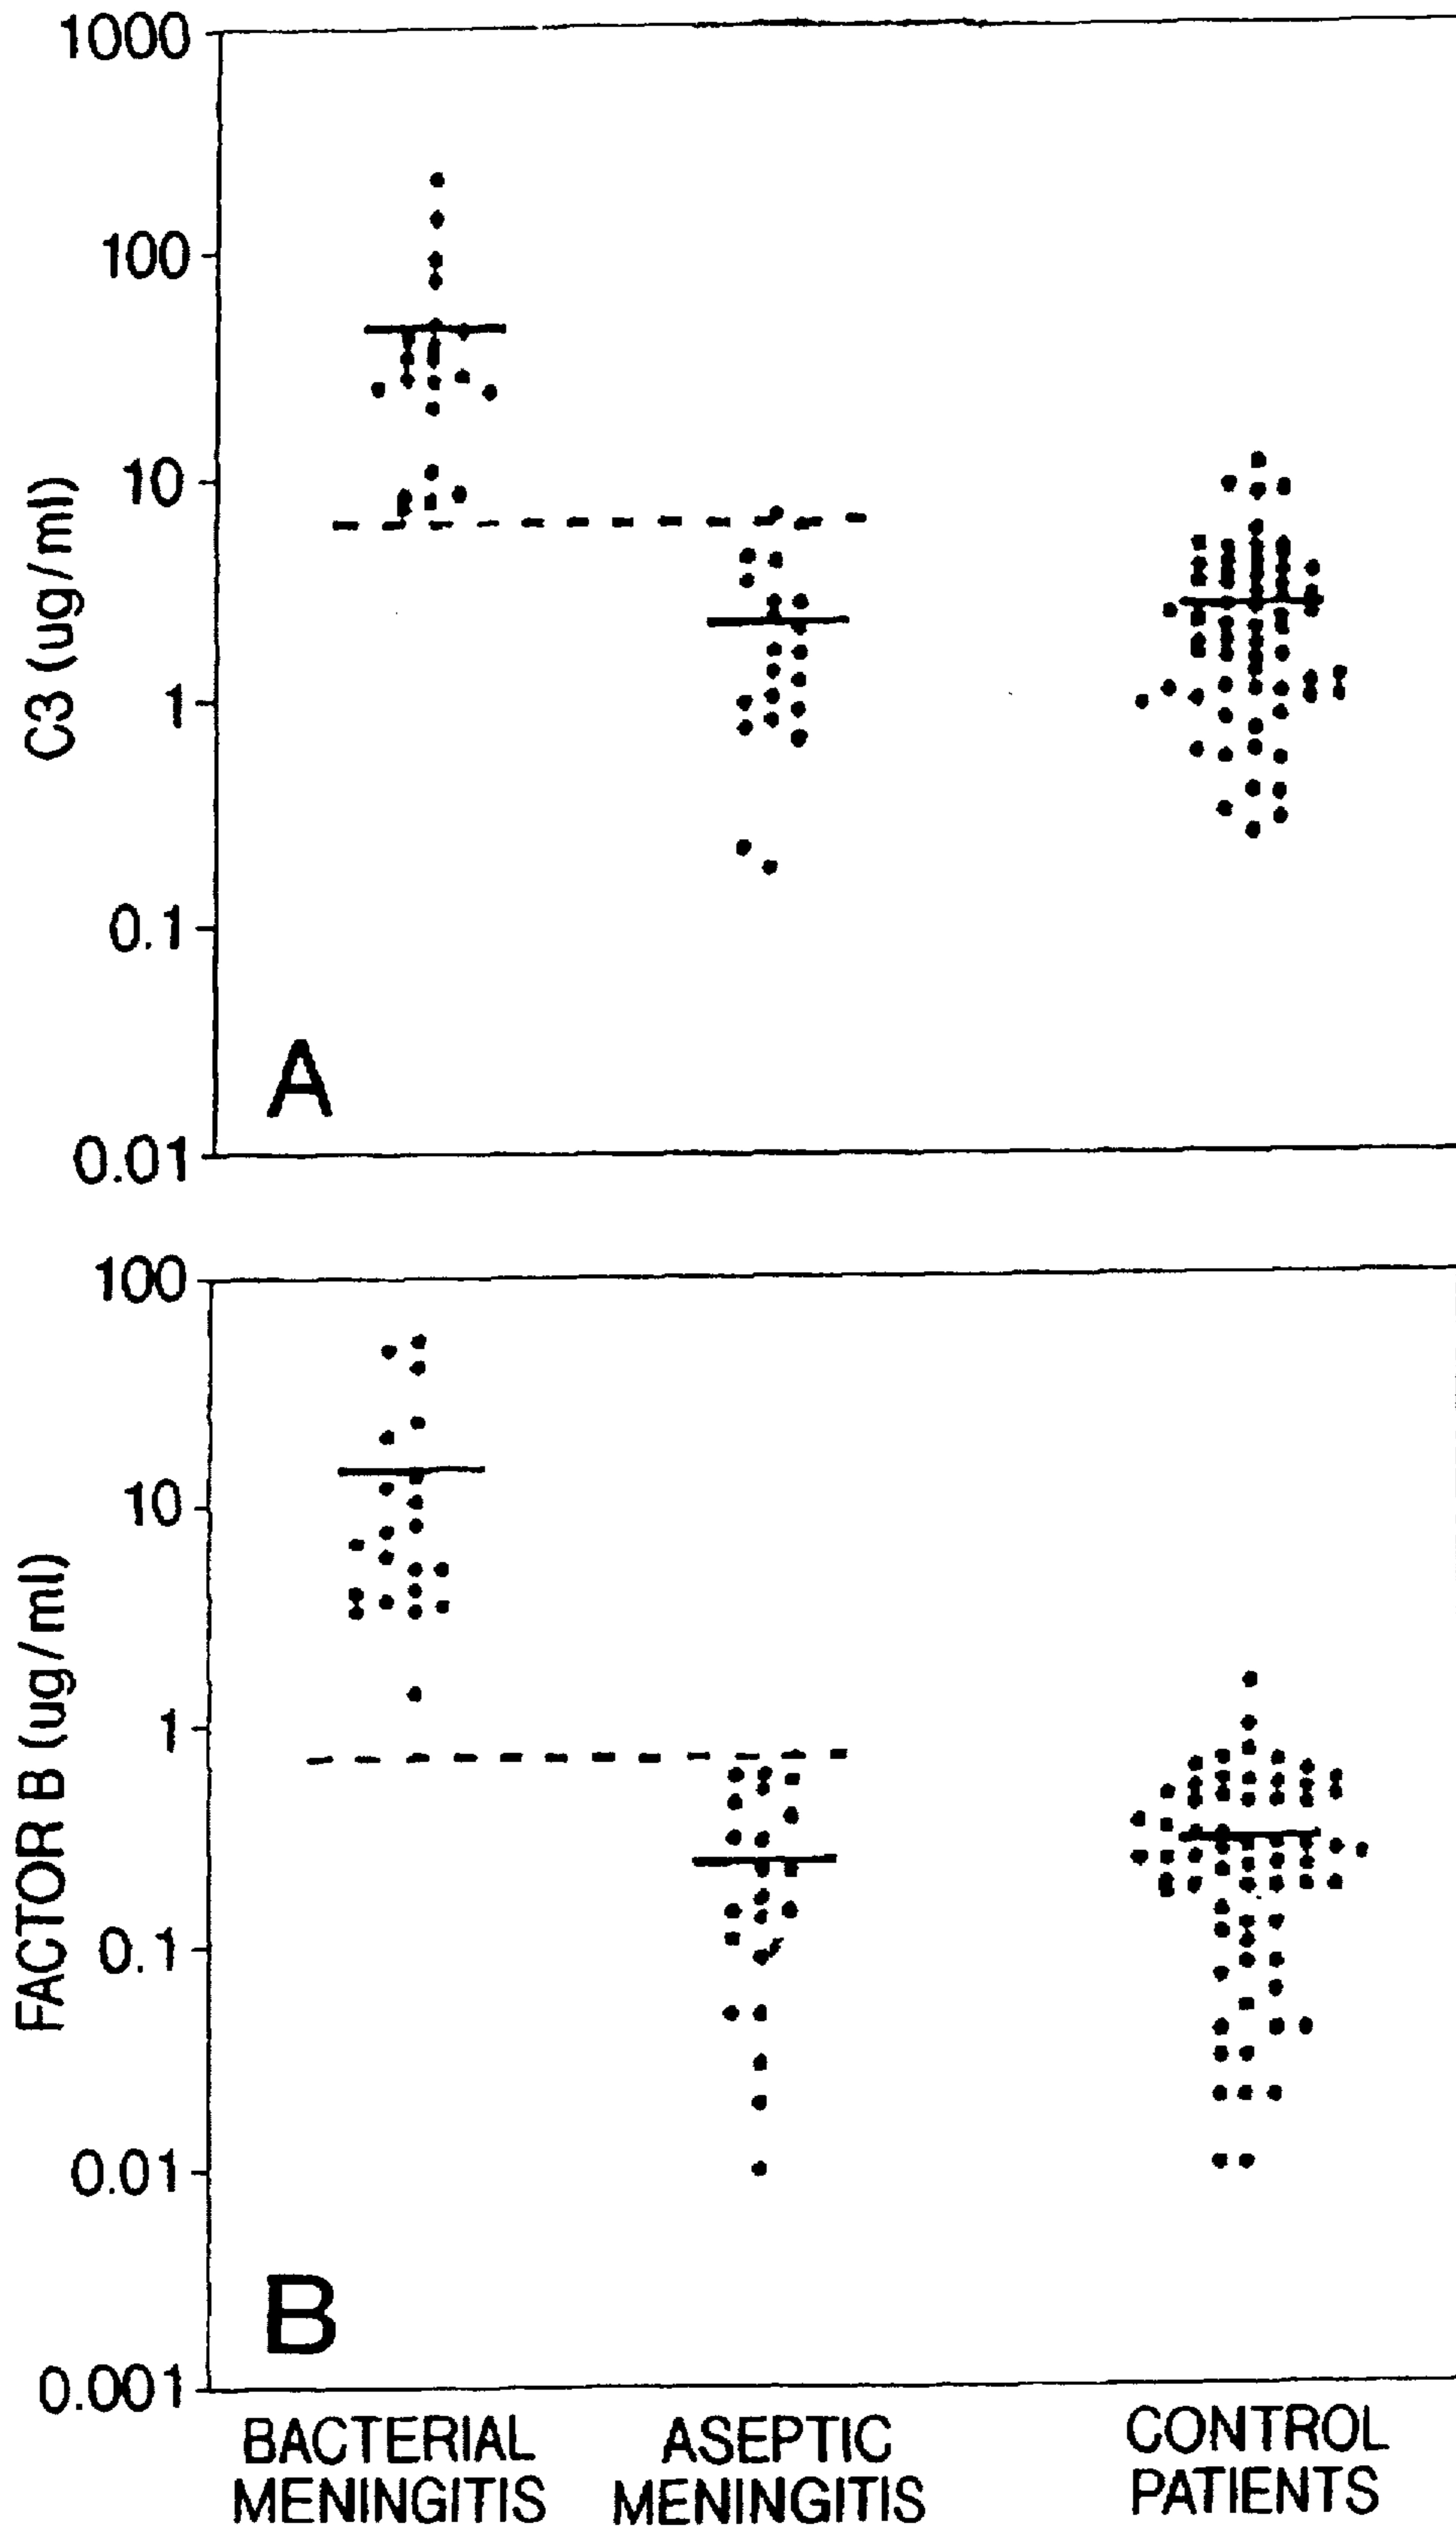 1000
100
10
1
0.1
0.01
C3 (ug/ml)
A
100
10
1
0.1
0.01
0.001
FACTOR B (ug/ml)
B
BACTERIAL
MENINGITIS
ASEPTIC
MENINGITIS
CONTROL
PATIENTS